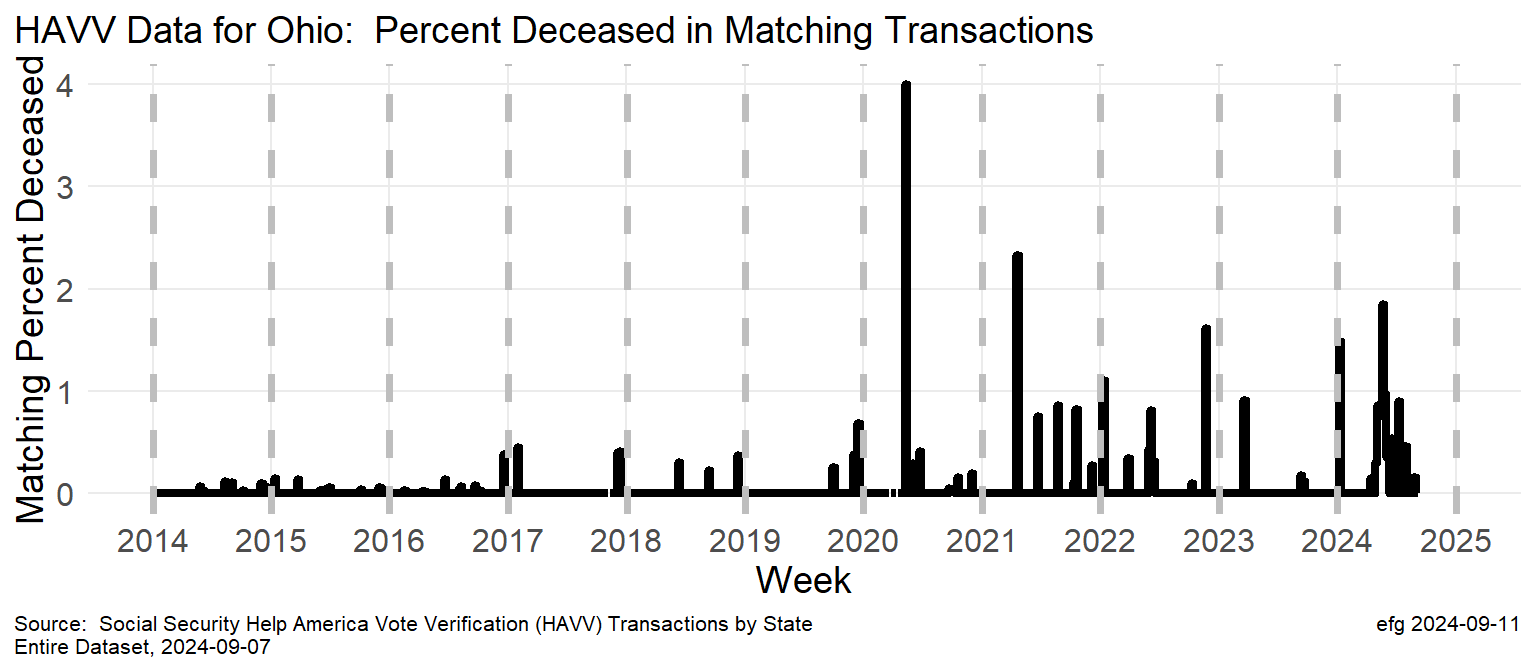 HAVV Data for Ohio:  Percent Deceased in Matching Transactions
Matching Percent Deceased
4
3
2
1
0
2014 2015 2016 2017 2018 2019 2020 2021 2022 2023 2024 2025
Week
Source:  Social Security Help America Vote Verification (HAVV) Transactions by State
Entire Dataset, 2024-09-07
efg 2024-09-11